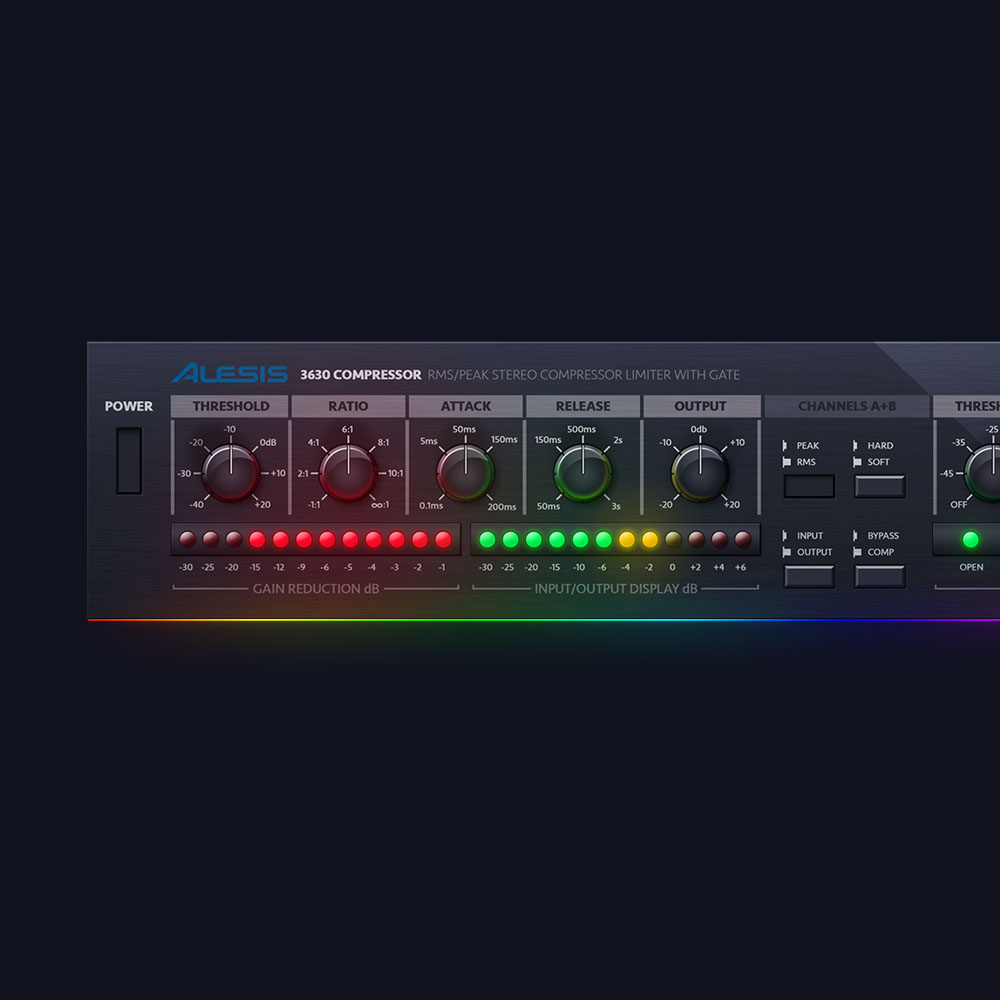 ALESIS 3630 COMPRESSOR RMS/PEAK STEREO COMPRESSOR LIMITER WITH GATE
POWER THRESHOLD RATIO ATTACK RELEASE OUTPUT CHANNELS A+B
-10 6:1 50ms 500ms 0db -25
-20 0dB 4:1 8:1 5ms 150ms 150ms 2s -10 +10 PEAK HARD -35
-30 +10 2:1 10:1 RMS SOFT -45
-40 +20 -1:1 ∞:1 0.1ms 200ms 50ms 3s -20 +20 OFF
INPUT BYPASS
OUTPUT COMP
-30 -25 -20 -15 -12 -9 -6 -5 -4 -3 -2 -1 -30 -25 -20 -15 -10 -6 -4 -2 0 +2 +4 +6 OPEN
GAIN REDUCTION dB INPUT/OUTPUT DISPLAY dB